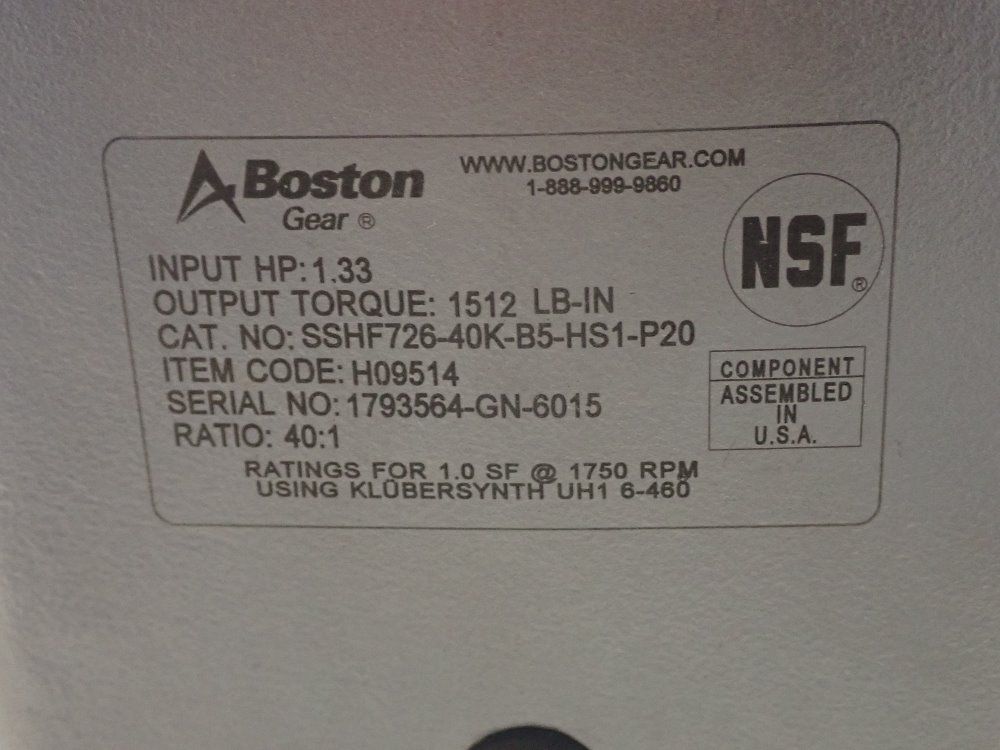 Boston
Gear ®
WWW.BOSTONGEAR.COM
1-888-999-9860
NSF®
INPUT HP: 1.33
OUTPUT TORQUE: 1512 LB-IN
CAT. NO: SSHF726-40K-B5-HS1-P20
ITEM CODE: H09514
SERIAL NO: 1793564-GN-6015
RATIO: 40:1
COMPONENT
ASSEMBLED
IN
U.S.A.
RATINGS FOR 1.0 SF @ 1750 RPM
USING KLÜBERSYNTH UH1 6-460